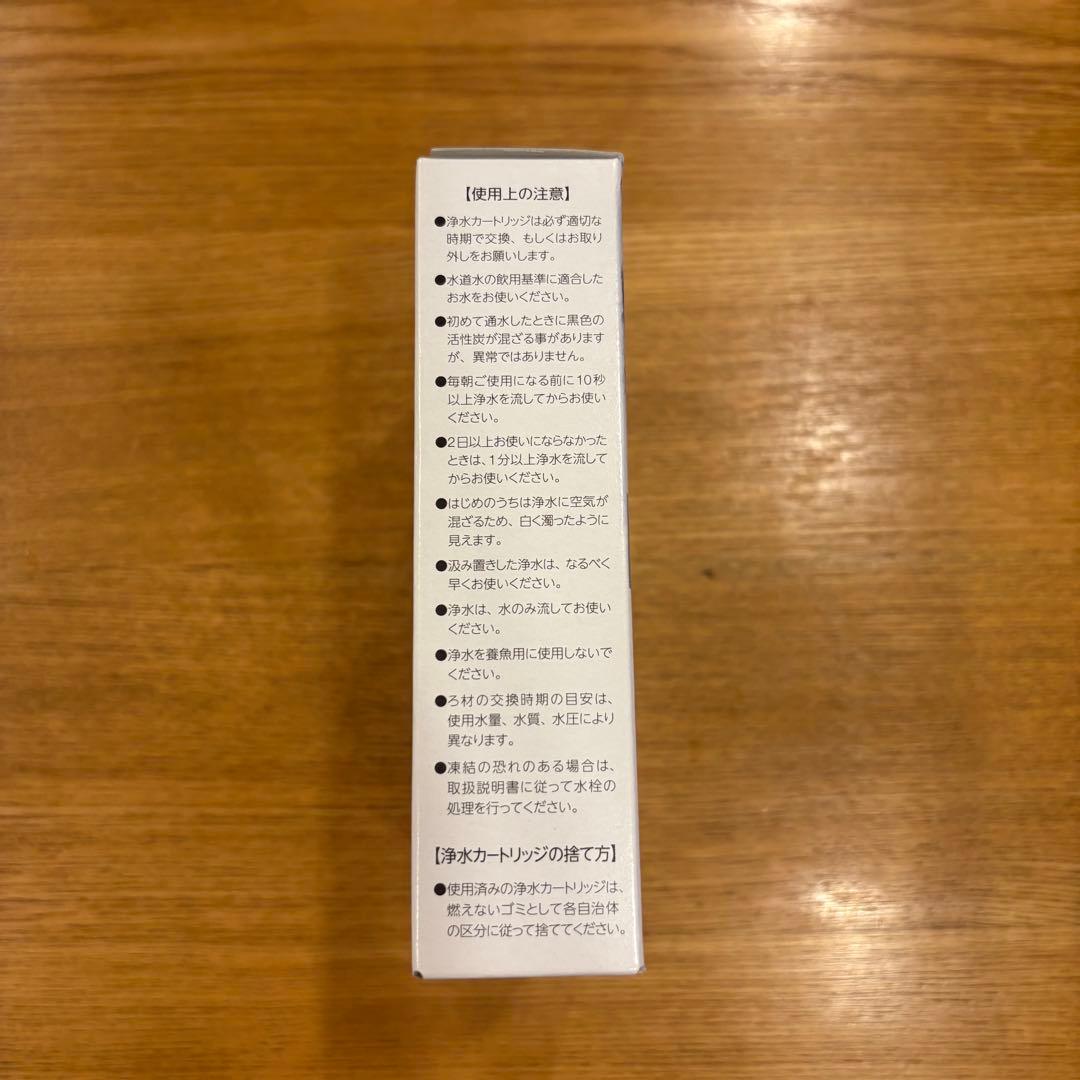 【使用上の注意】
●浄水カートリッジは必ず適切な
時期で交換、もしくはお取り
外しをお願いします。
●水道水の飲用基準に適合した
お水をお使いください。
●初めて通水したときに黒色の
活性炭が混ざる事があります
が、異常ではありません。
●毎朝ご使用になる前に10秒
以上浄水を流してからお使い
ください。
●2日以上お使いにならなかった
ときは、1分以上浄水を流して
からお使いください。
●はじめのうちは浄水に空気が
混ざるため、白く濁ったように
見えます。
●汲み置きした浄水は、なるべく
早くお使いください。
●浄水は、水のみ流してお使い
ください。
●浄水を養魚用に使用しないで
ください。
●ろ材の交換時期の目安は、
使用水量、水質、水圧により
異なります。
●凍結の恐れのある場合は、
取扱説明書に従って水栓の
処理を行ってください。
【浄水カートリッジの捨て方】
●使用済みの浄水カートリッジは、
燃えないゴミとして各自治体
の区分に従って捨ててください。